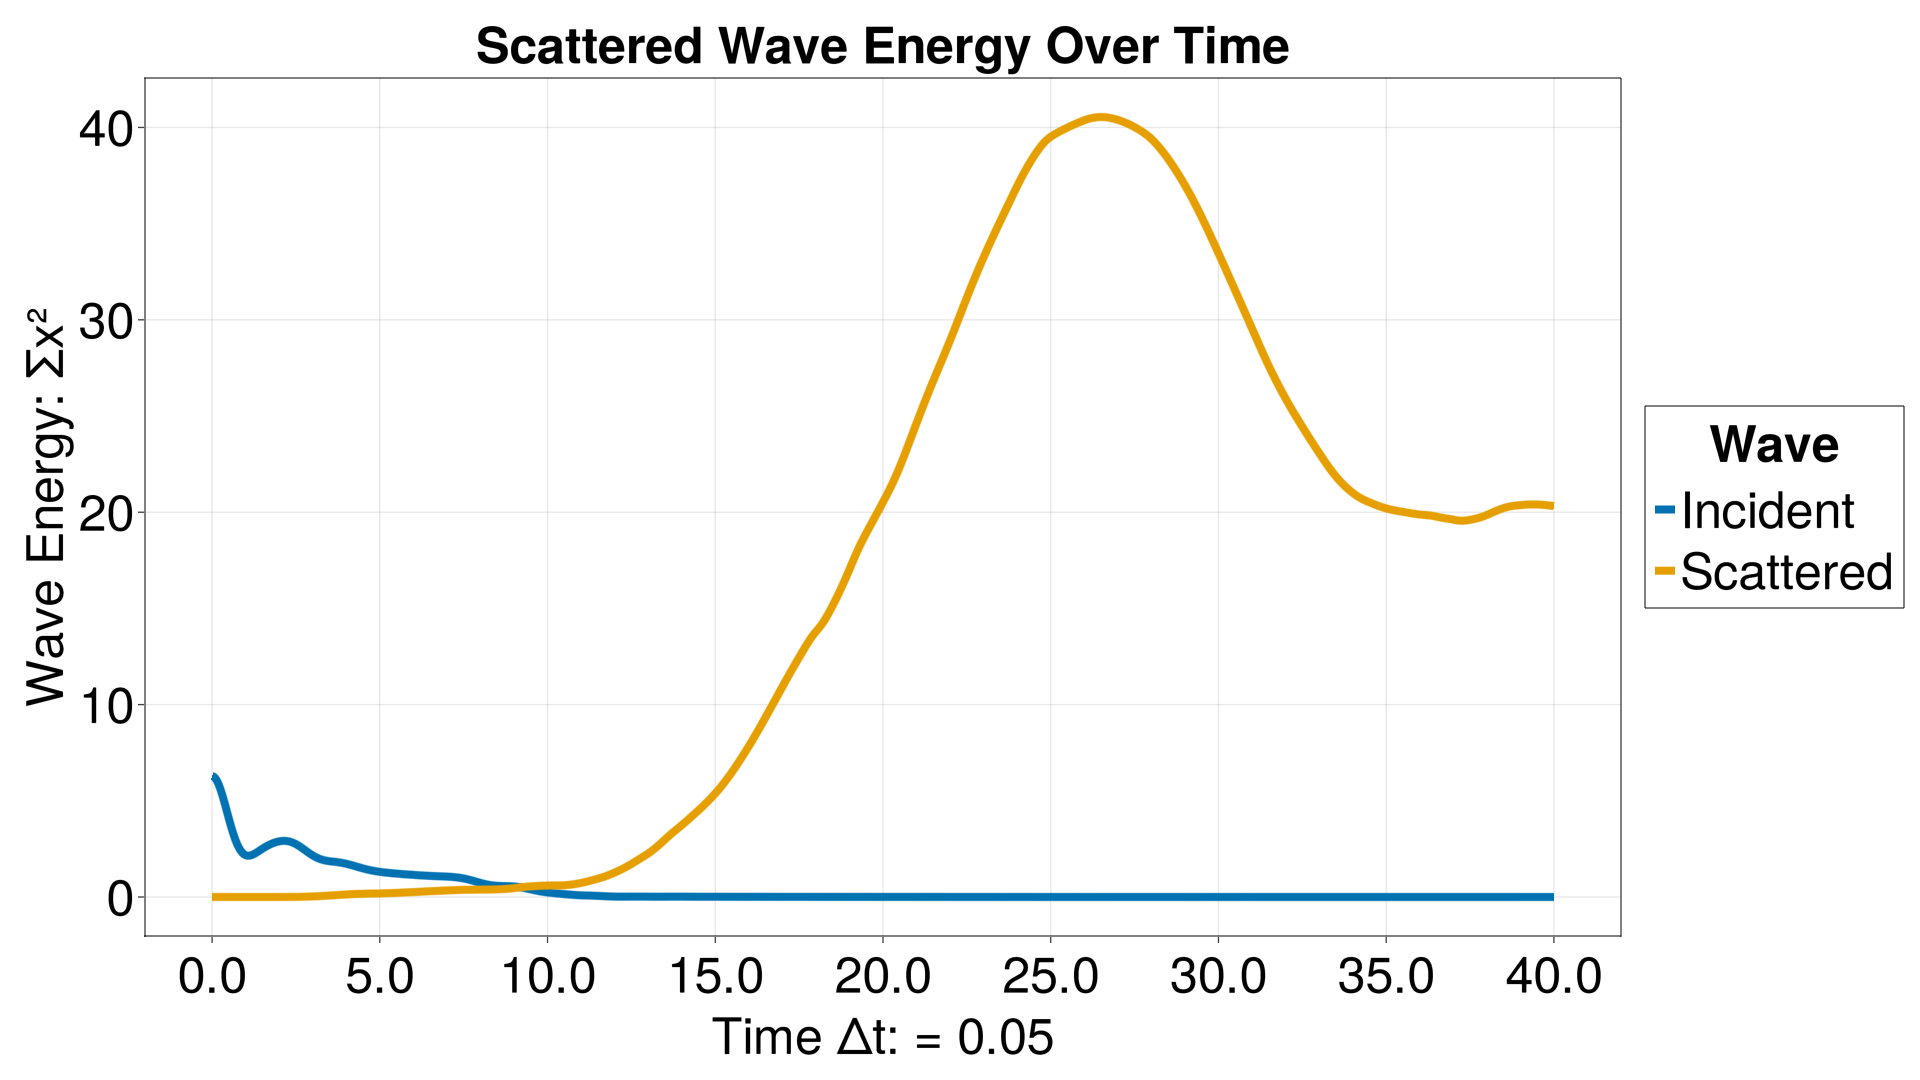 Scattered Wave Energy Over Time
Wave Energy: Σx²
40
30
20
10
0
0.0 5.0 10.0 15.0 20.0 25.0 30.0 35.0 40.0
Time Δt: = 0.05
Wave
Incident
Scattered